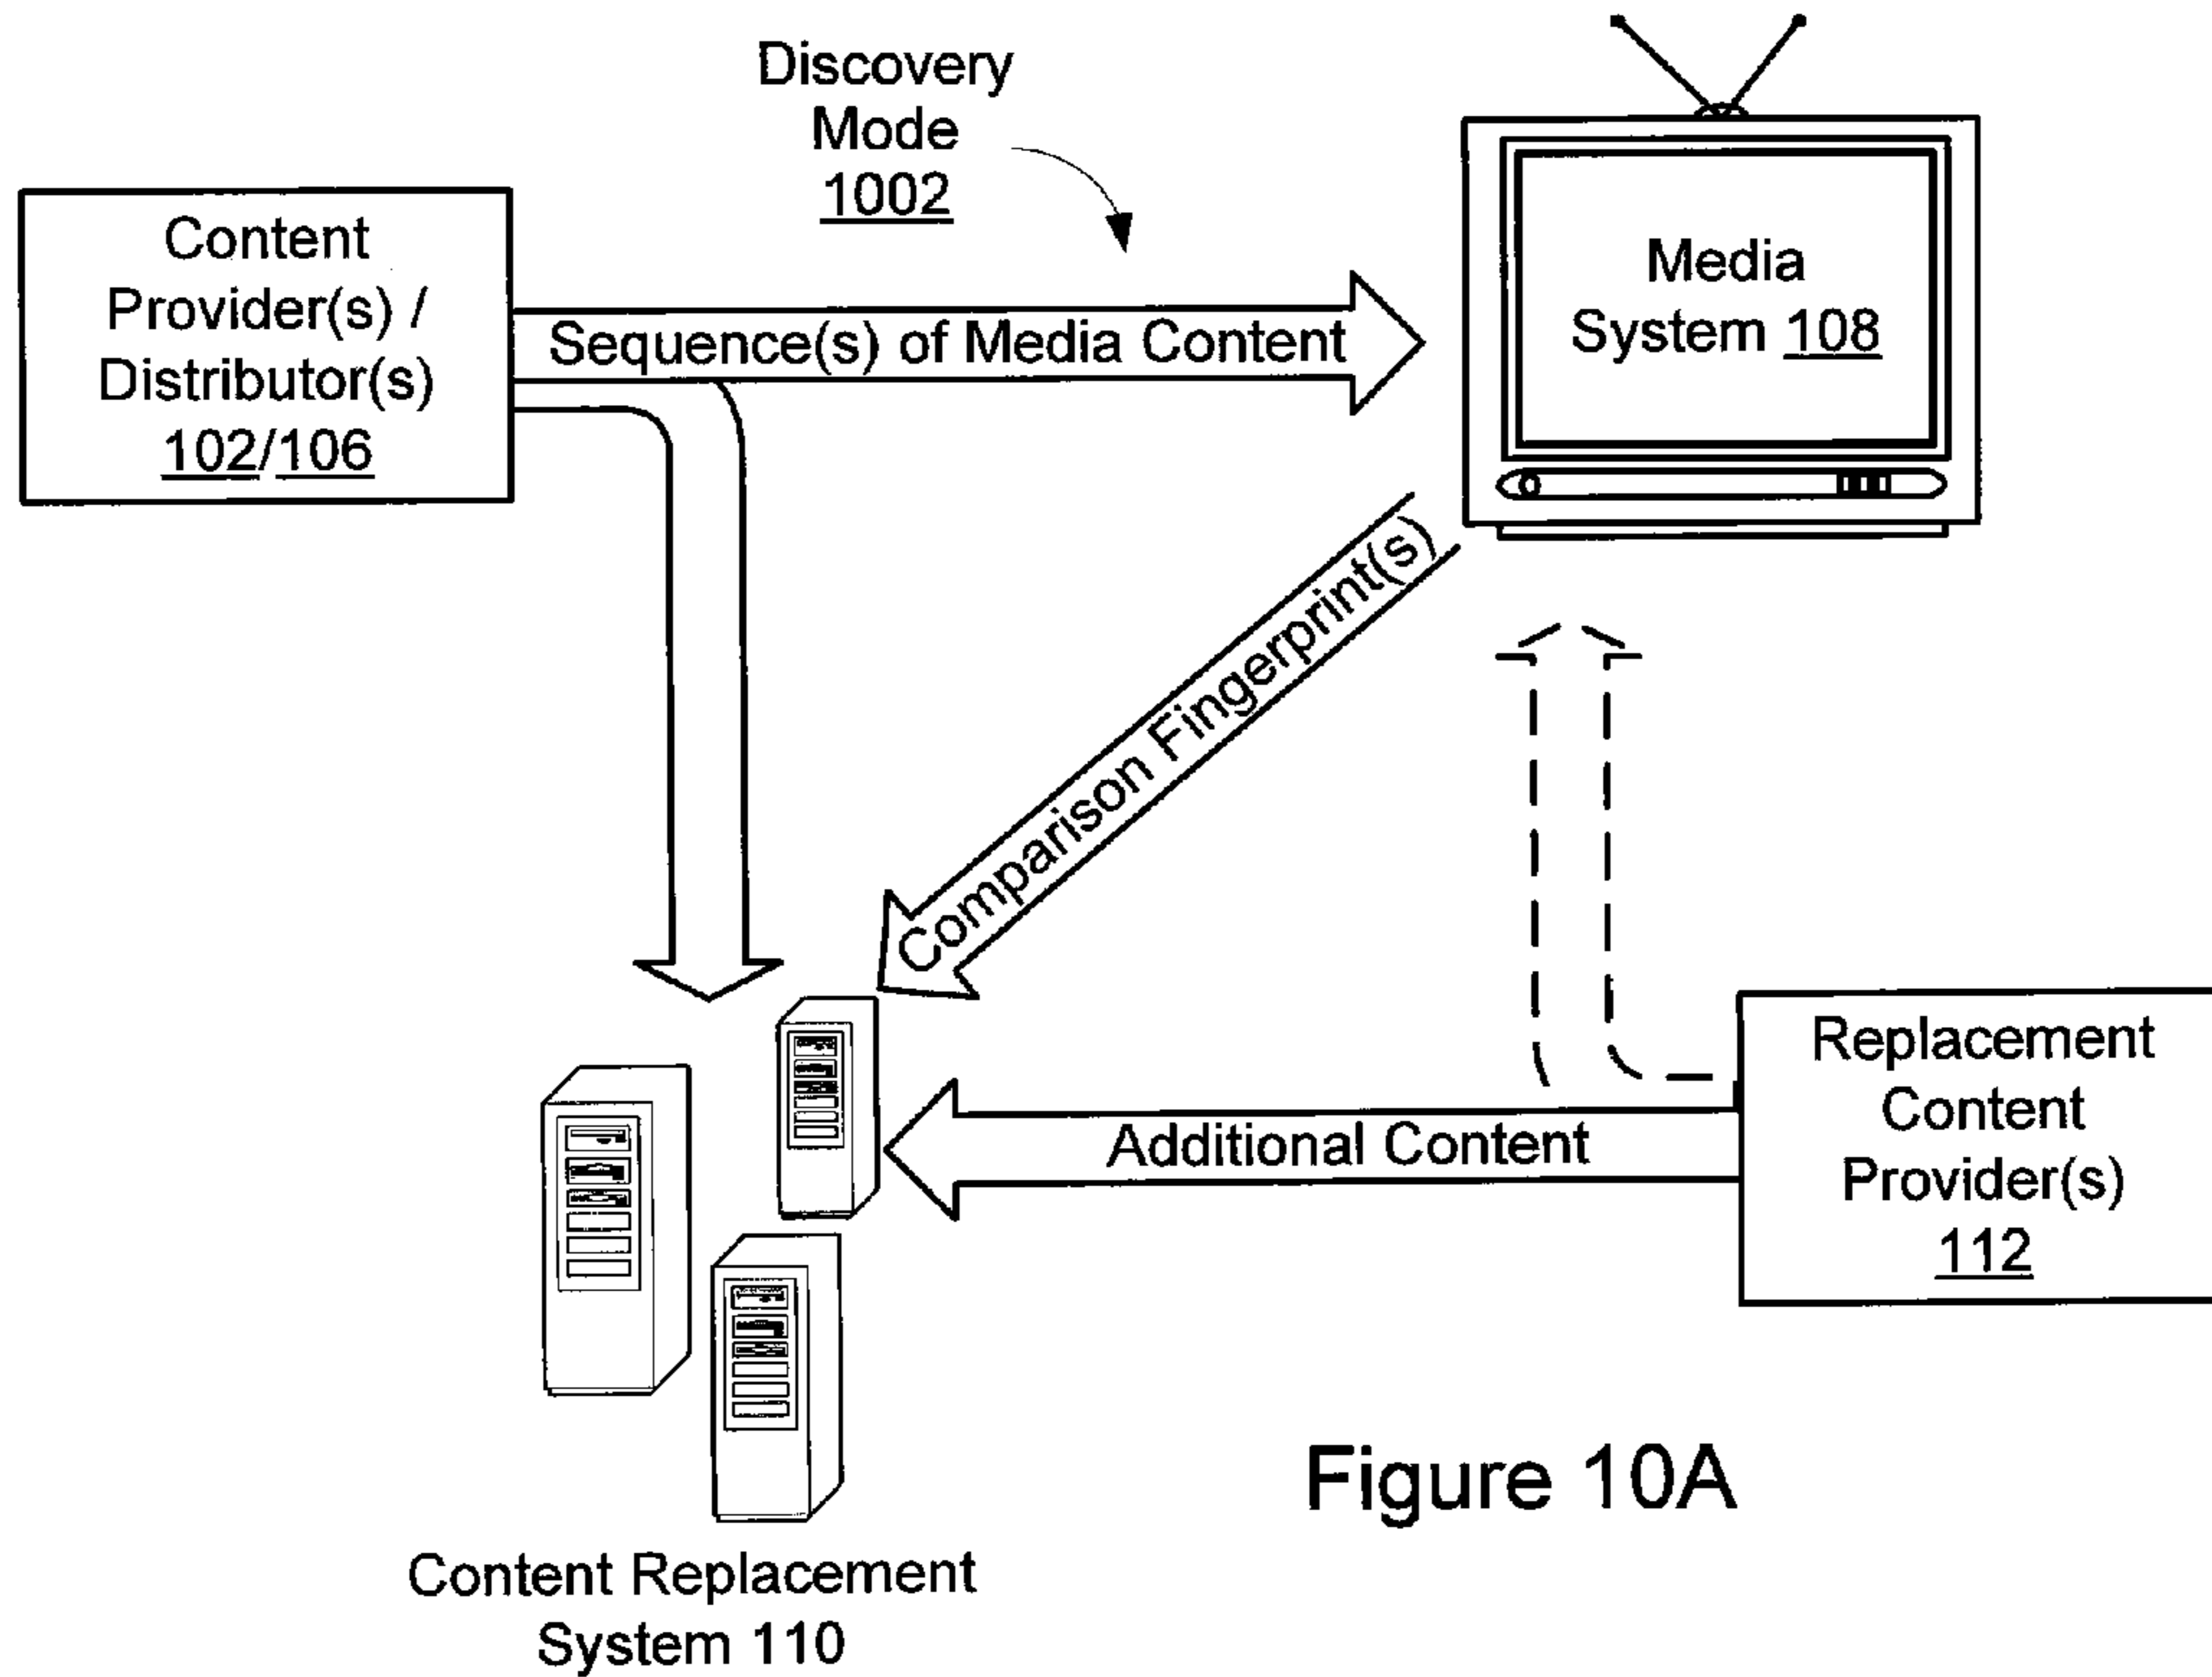 Discovery
Mode
1002
Content
Provider(s) /
Distributor(s)
102/106
Sequence(s) of Media Content
Media
System 108
Comparison Fingerprint(s)
Additional Content
Replacement
Content
Provider(s)
112
Content Replacement
System 110
Figure 10A